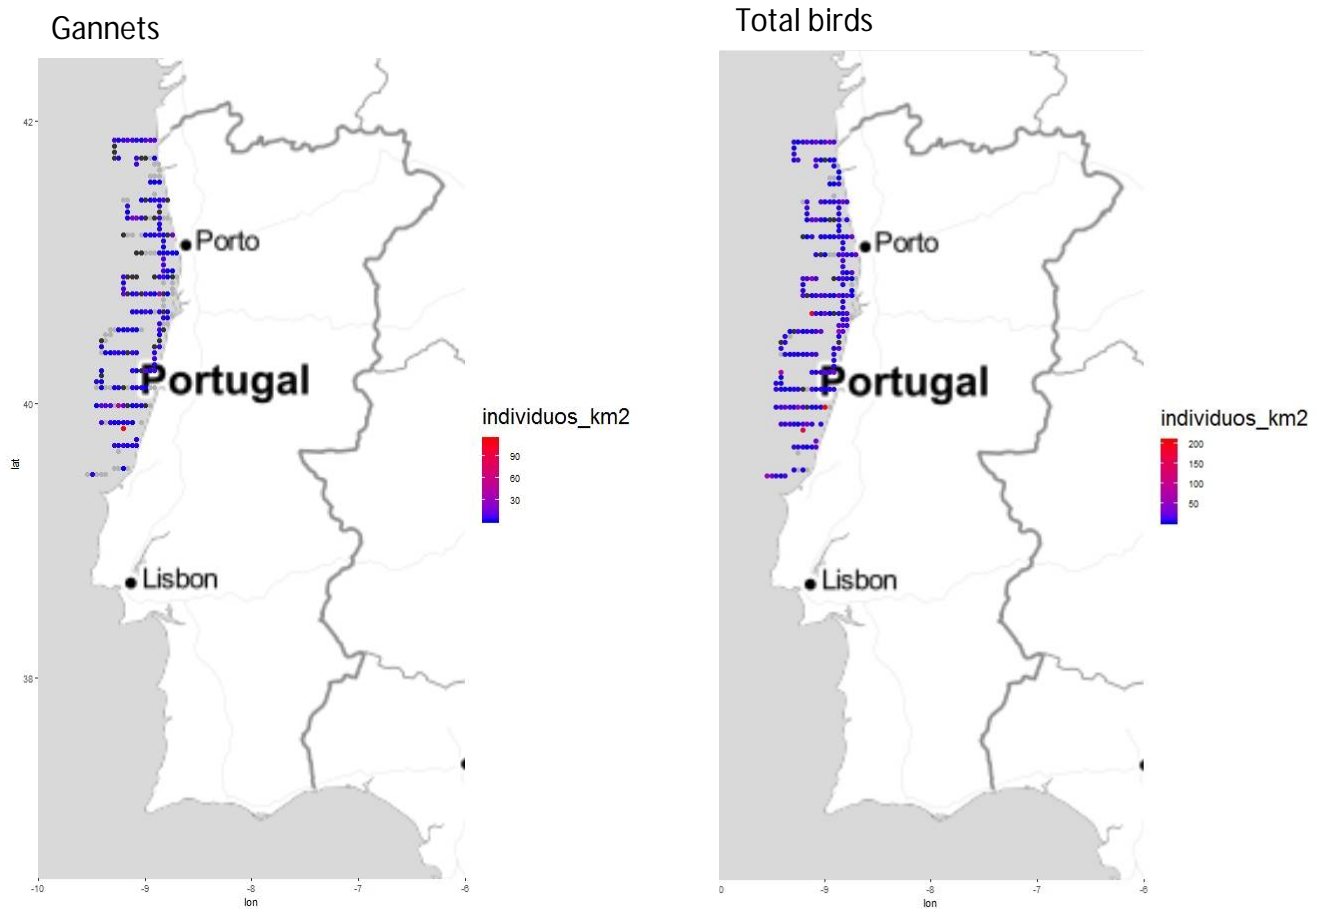 Gannets
Total birds
42
40
38
lat
Porto
Portugal
Lisbon
-10
-9
-8
-7
-6
lon
individuos_km2
90
60
30
Porto
Portugal
Lisbon
0
-9
-8
-7
-6
lon
individuos_km2
200
150
100
50